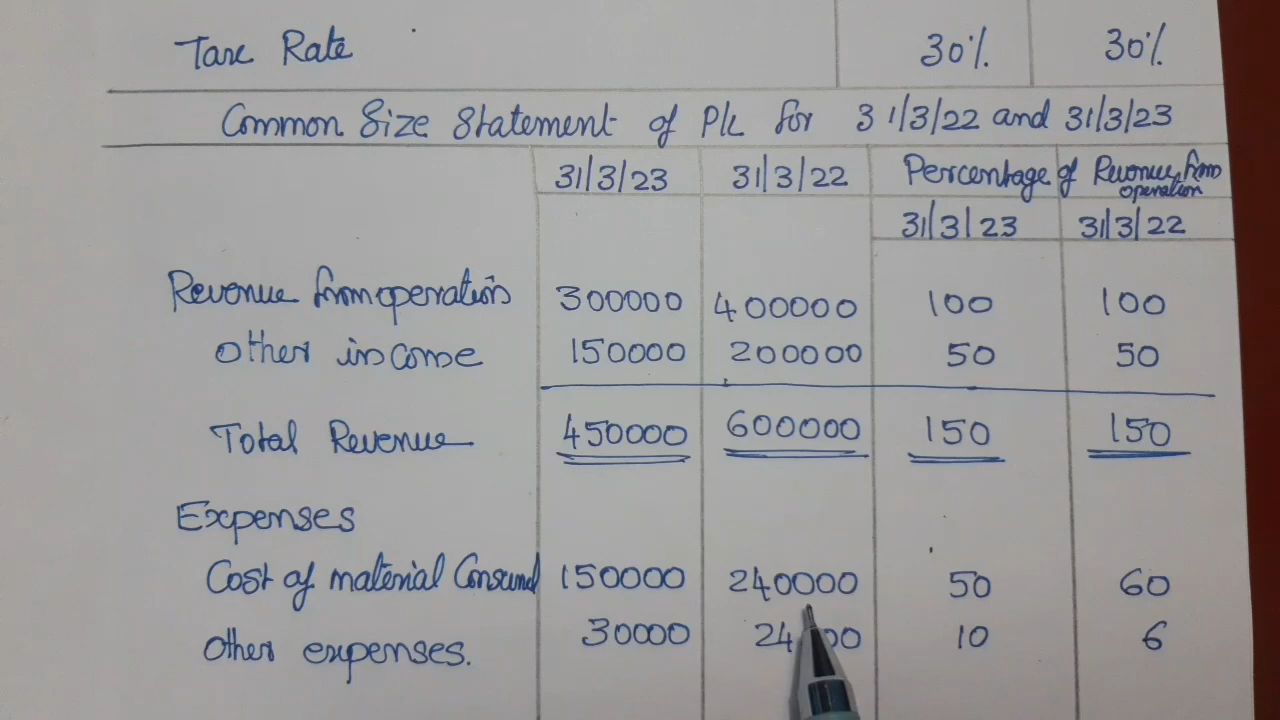 Taxe Rate 30% 30%
Common Size Statement of P/L for 31/3/22 and 31/3/23
31/3/23 31/3/22 Percentage of Revenue from operation
31/3/23 31/3/22
Revenue from operation 300000 400000 100 100
Other income 150000 200000 50 50
Total Revenue 450000 600000 150 150
Expenses
Cost of material Consumed 150000 240000 50 60
Other expenses. 30000 10 6